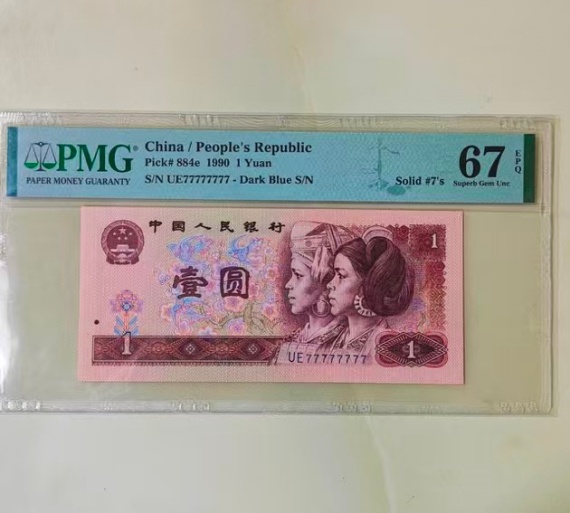 PMG
PAPER MONEY GUARANTY
China / People's Republic
Pick# 884e 1990 1 Yuan
S/N UE77777777 - Dark Blue S/N
Solid #7's
67 EPQ
Superb Gem Unc
中国人民银行
壹圆
1
1
1
UE77777777